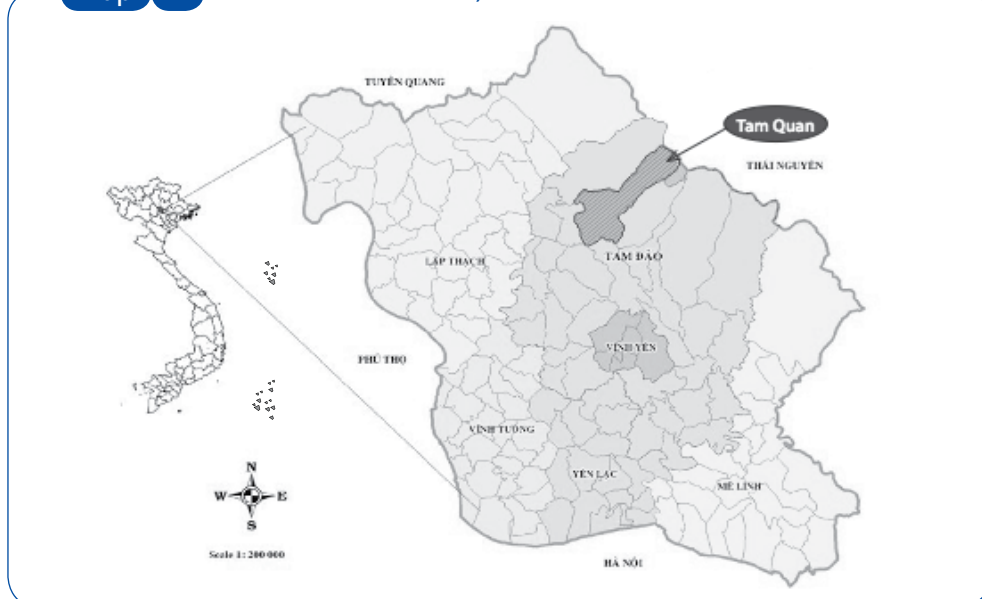 TUYÊN QUANG
Tam Quan
THÁI NGUYÊN
TAM ĐẢO
LẬP THẠCH
VĨNH YÊN
PHÚ THỌ
VĨNH TƯỜNG
YÊN LẠC
MÊ LINH
N
W E
S
Scale 1: 200 000
HÀ NỘI